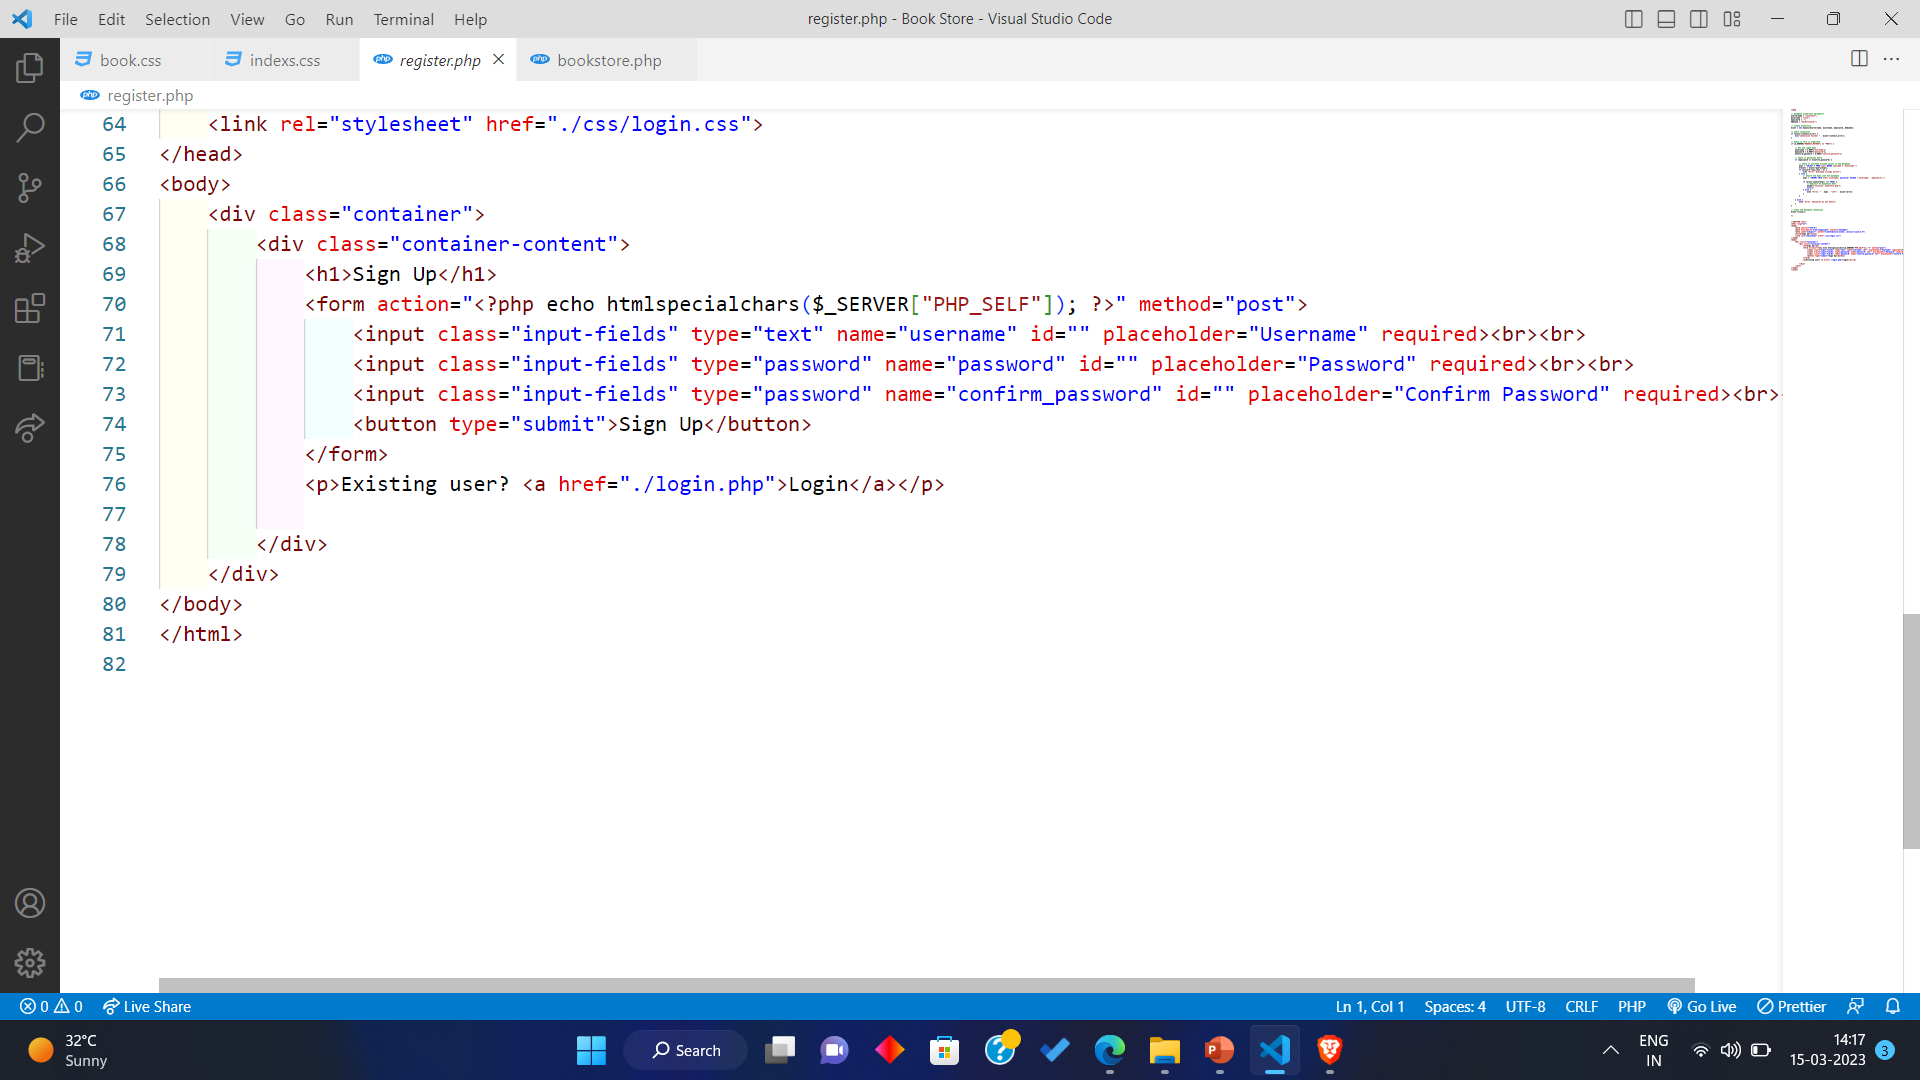 File Edit Selection View Go Run Terminal Help
register.php - Book Store - Visual Studio Code
book.css indexs.css register.php bookstore.php
register.php
64 <link rel="stylesheet" href="./css/login.css">
65 </head>
66 <body>
67 <div class="container">
68 <div class="container-content">
69 <h1>Sign Up</h1>
70 <form action="<?php echo htmlspecialchars($_SERVER["PHP_SELF"]); ?>" method="post">
71 <input class="input-fields" type="text" name="username" id="" placeholder="Username" required><br><br>
72 <input class="input-fields" type="password" name="password" id="" placeholder="Password" required><br><br>
73 <input class="input-fields" type="password" name="confirm_password" id="" placeholder="Confirm Password" required><br>
74 <button type="submit">Sign Up</button>
75 </form>
76 <p>Existing user? <a href="./login.php">Login</a></p>
77
78 </div>
79 </div>
80 </body>
81 </html>
82
0 0 Live Share Ln 1, Col 1 Spaces: 4 UTF-8 CRLF PHP Go Live Prettier
32°C
Sunny
Search
ENG
IN
14:17
15-03-2023
3